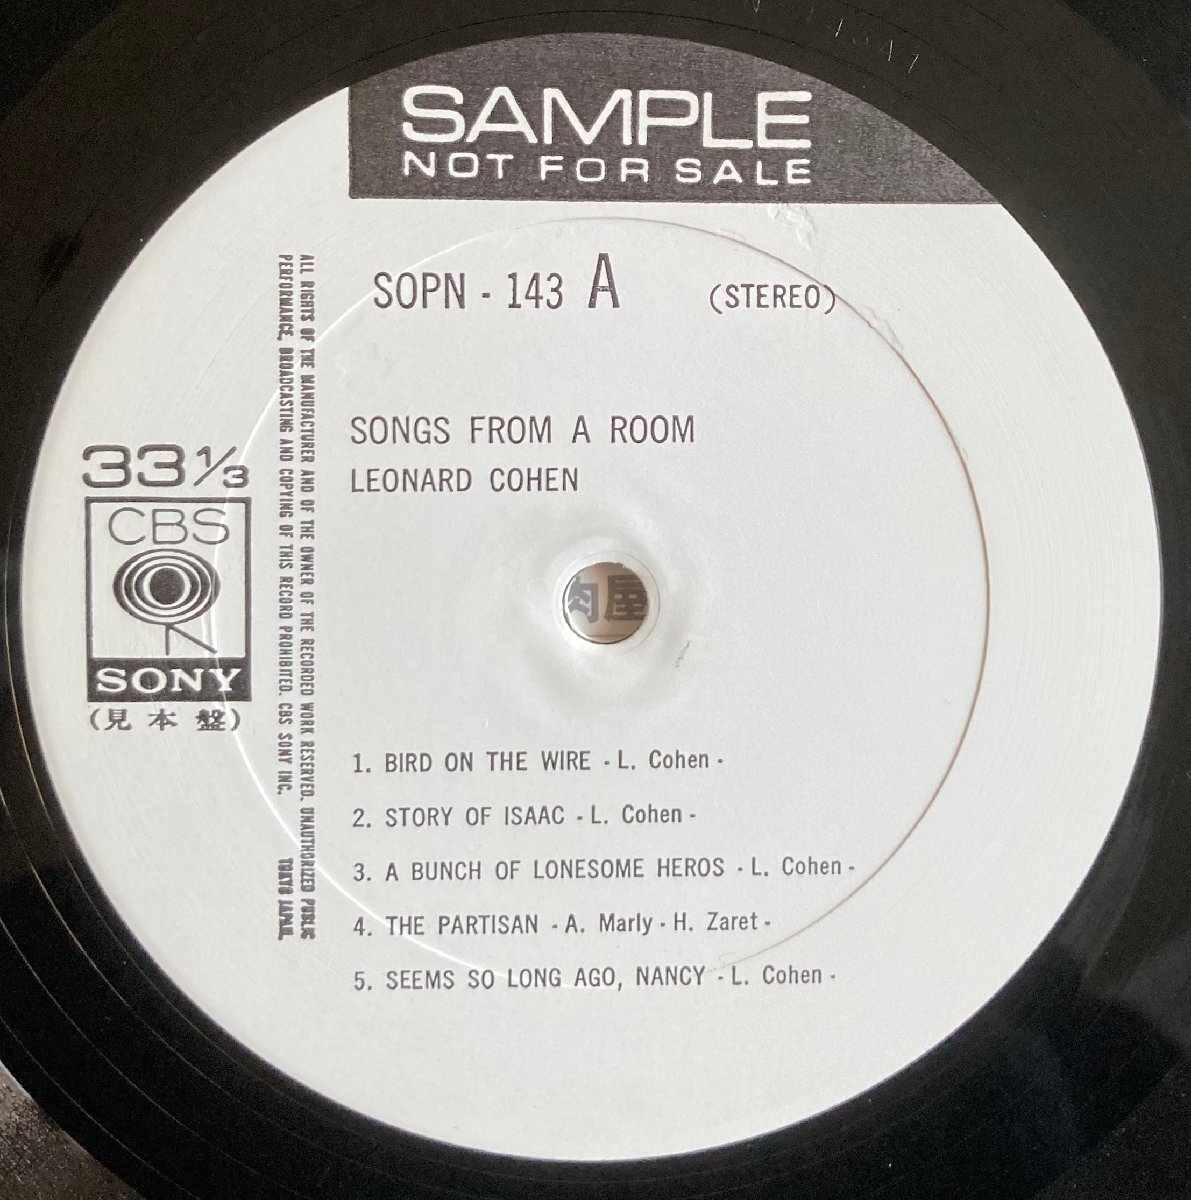 SAMPLE
NOT FOR SALE
SOPN - 143 A (STEREO)
SONGS FROM A ROOM
LEONARD COHEN
33 1/3
CBS
SONY
(見本盤)
ALL RIGHTS OF THE MANUFACTURER AND OF THE OWNER OF THE RECORDED WORK RESERVED. UNAUTHORIZED PUBLIC
PERFORMANCE, BROADCASTING AND COPYING OF THIS RECORD PROHIBITED. CBS SONY INC. TOKYO JAPAN.
肉屋
1. BIRD ON THE WIRE - L. Cohen -
2. STORY OF ISAAC - L. Cohen -
3. A BUNCH OF LONESOME HEROS - L. Cohen -
4. THE PARTISAN - A. Marly - H. Zaret -
5. SEEMS SO LONG AGO, NANCY - L. Cohen -